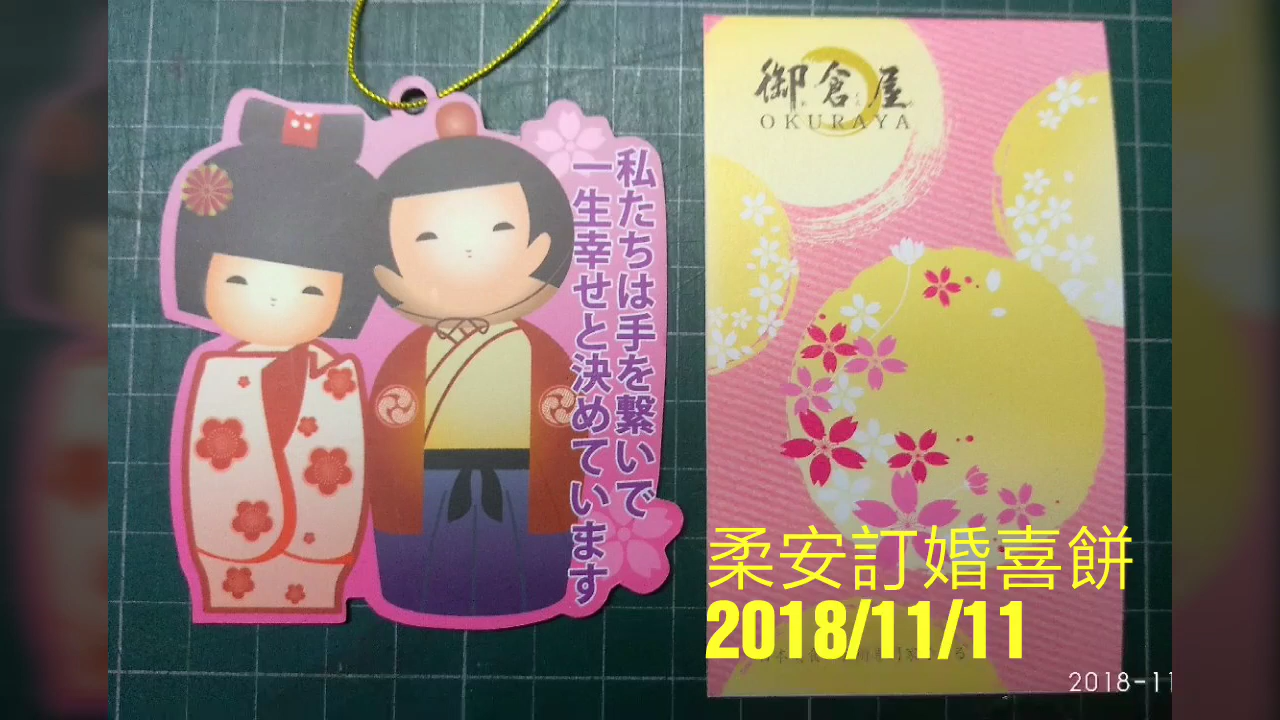 私たちは手を繋いで
一生幸せと決めています
御倉屋
OKURAYA
柔安訂婚喜餅
2018/11/11
2018-11